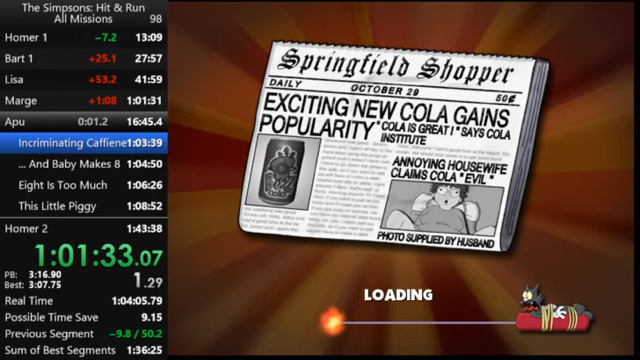 The Simpsons: Hit & Run
All Missions 98
Homer 1 −7.2 13:09
Bart 1 +25.1 27:57
Lisa +53.2 41:59
Marge +1:08 1:01:31
Apu 0:01.2 16:45.4
Incriminating Caffiene 1:03:39
... And Baby Makes 8 1:04:50
Eight Is Too Much 1:06:26
This Little Piggy 1:08:52
Homer 2 1:43:38
1:01:33.07
PB: 3:16.90
Best: 3:07.75
1.29
Real Time 1:04:05.79
Possible Time Save 9.15
Previous Segment −9.8 / 50.2
Sum of Best Segments 1:36:25
Springfield Shopper
DAILY OCTOBER 29 50¢
EXCITING NEW COLA GAINS
POPULARITY "COLA IS GREAT!" SAYS COLA
INSTITUTE
ANNOYING HOUSEWIFE
CLAIMS COLA "EVIL"
PHOTO SUPPLIED BY HUSBAND
LOADING